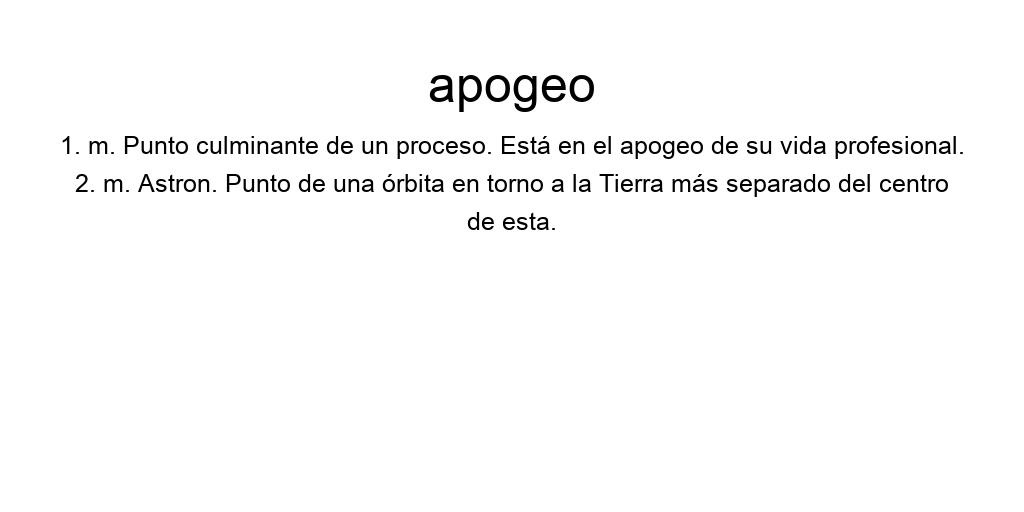 apogeo
1. m. Punto culminante de un proceso. Está en el apogeo de su vida profesional.
2. m. Astron. Punto de una órbita en torno a la Tierra más separado del centro
de esta.